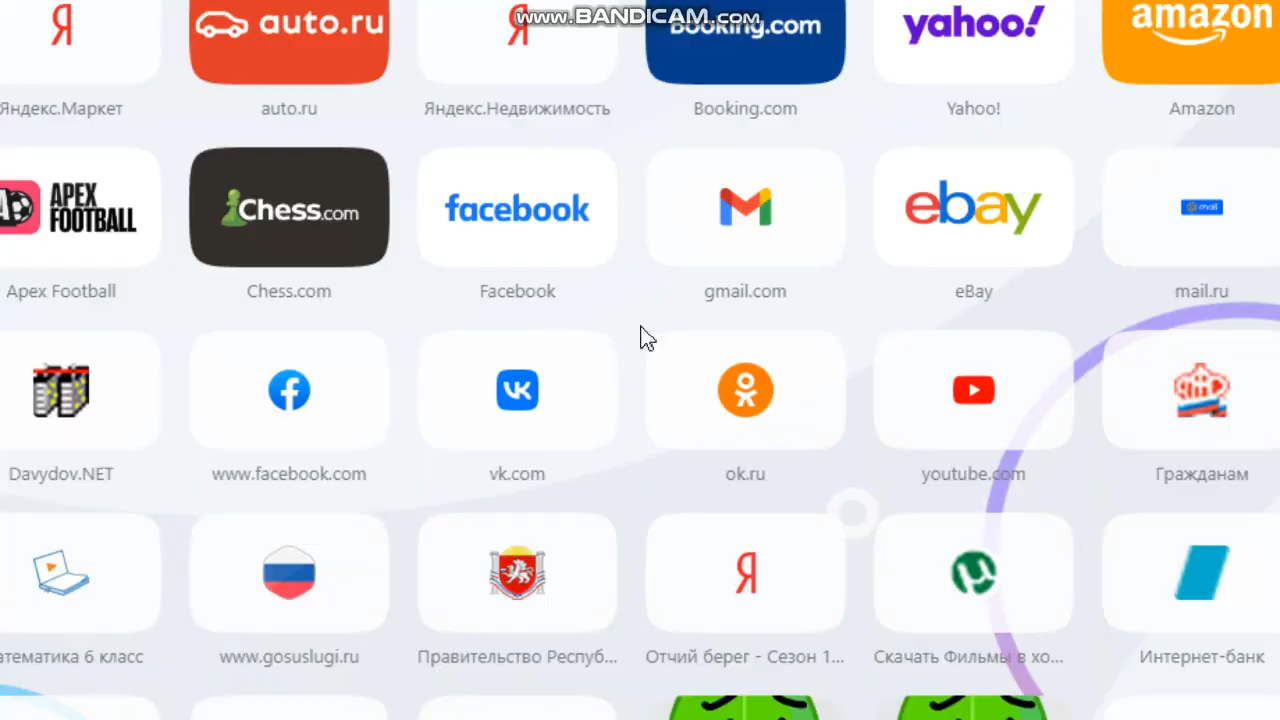 www.BANDICAM.com
Я
auto.ru
Я
Booking.com
yahoo!
amazon
Яндекс.Маркет
auto.ru
Яндекс.Недвижимость
Booking.com
Yahoo!
Amazon
APEX
FOOTBALL
Chess.com
facebook
ebay
@mail
Apex Football
Chess.com
Facebook
gmail.com
eBay
mail.ru
Davydov.NET
www.facebook.com
vk.com
ok.ru
youtube.com
Гражданам
Я
атематика 6 класс
www.gosuslugi.ru
Правительство Респуб...
Отчий берег - Сезон 1...
Скачать Фильмы в хо...
Интернет-банк